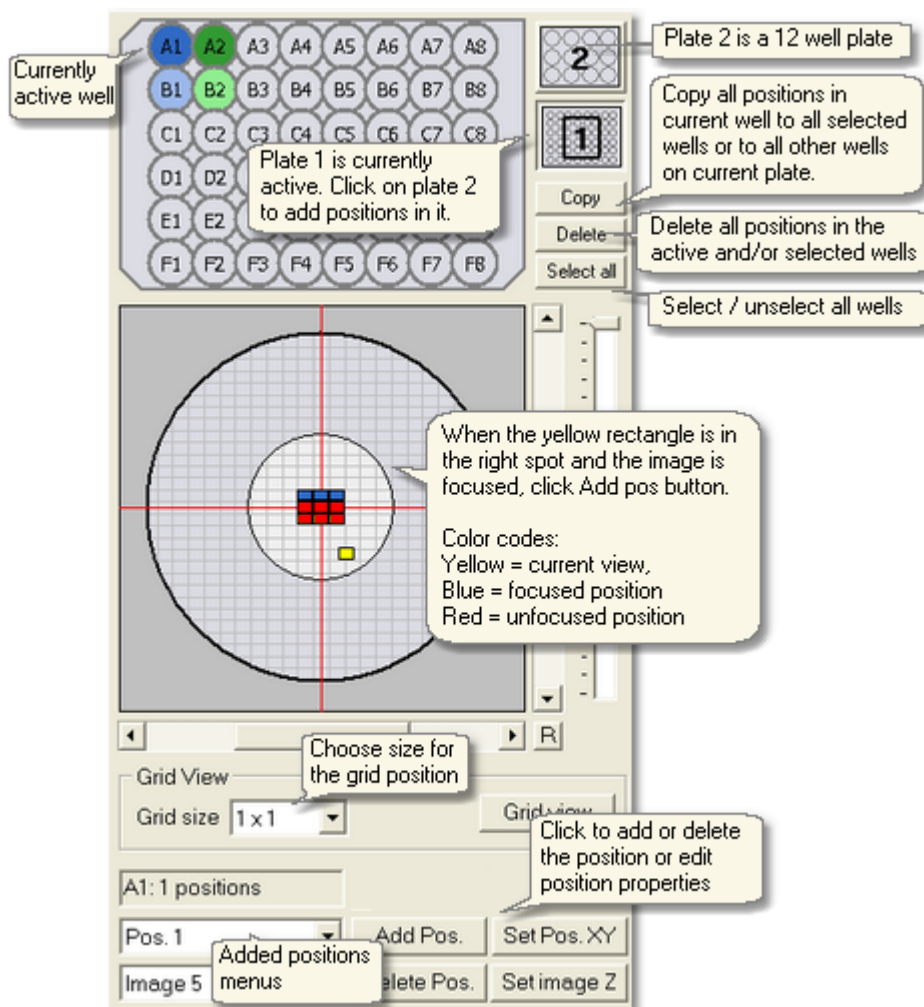 A1 A2 A3 A4 A5 A6 A7 A8
2
Plate 2 is a 12 well plate
Currently
active well
B1 B2 B3 B4 B5 B6 B7 B8
Copy all positions in
current well to all selected
wells or to all other wells
on current plate.
C1 C2 C3 C4 C5 C6 C7 C8
1
Plate 1 is currently
active. Click on plate 2
to add positions in it.
D1 D2
Copy
E1 E2
Delete
Delete all positions in the
active and/or selected wells
F1 F2 F3 F4 F5 F6 F7 F8
Select all
Select / unselect all wells
When the yellow rectangle is in
the right spot and the image is
focused, click Add pos button.
Color codes:
Yellow = current view,
Blue = focused position
Red = unfocused position
R
Choose size for
the grid position
Grid View
Grid size 1 x 1
Grid view
Click to add or delete
the position or edit
position properties
A1: 1 positions
Pos. 1
Add Pos. Set Pos. XY
Added positions
menus
Image 5
elete Pos. Set image Z